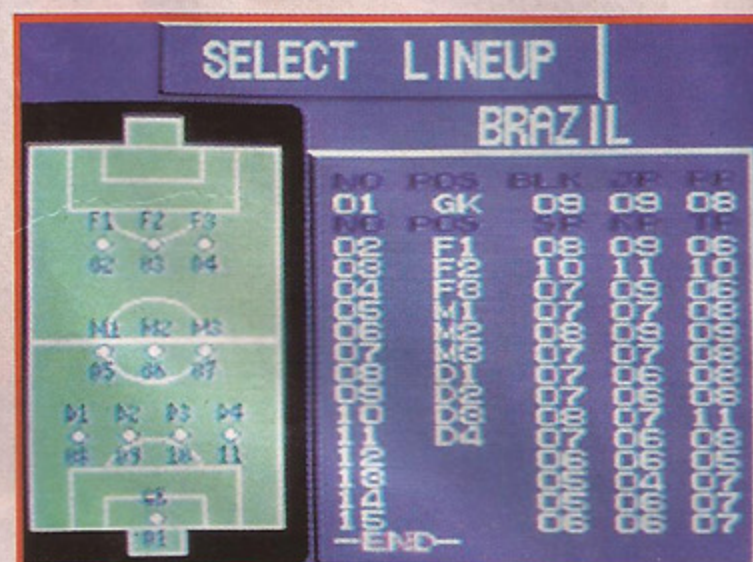 SELECT LINEUP
BRAZIL
F1 F2 F3
02 03 04
M1 M2 M3
05 06 07
D1 D2 D3 D4
08 09 10 11
01
NO POS BLK
01 GK 09 09 08
NO POS
02 F1 08 09 06
03 F2 10 11 10
04 F3 07 09 06
05 M1 07 07 08
06 M2 08 09 09
07 M3 07 07 08
08 D1 07 06 08
09 D2 07 06 06
10 D3 08 07 11
11 D4 07 06 08
12 06 06 05
13 05 04 07
14 06 06 07
15 06 06 07
—END—